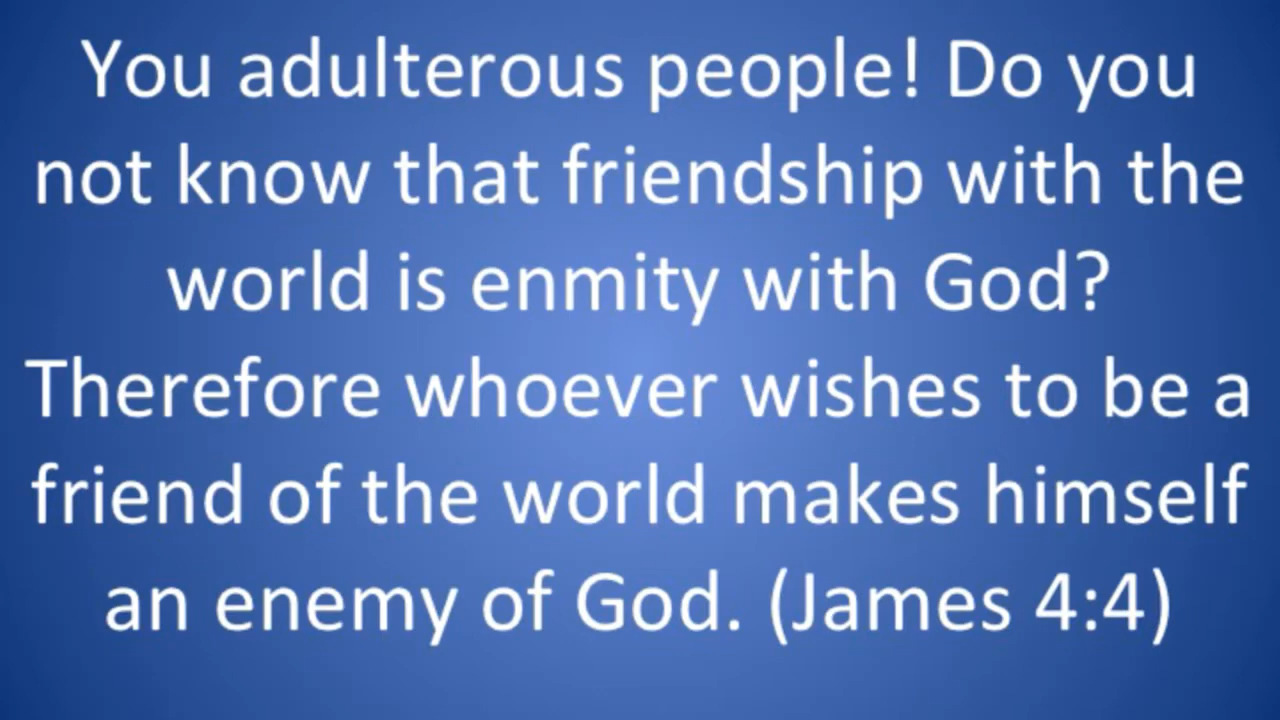 You adulterous people! Do you
not know that friendship with the
world is enmity with God?
Therefore whoever wishes to be a
friend of the world makes himself
an enemy of God. (James 4:4)